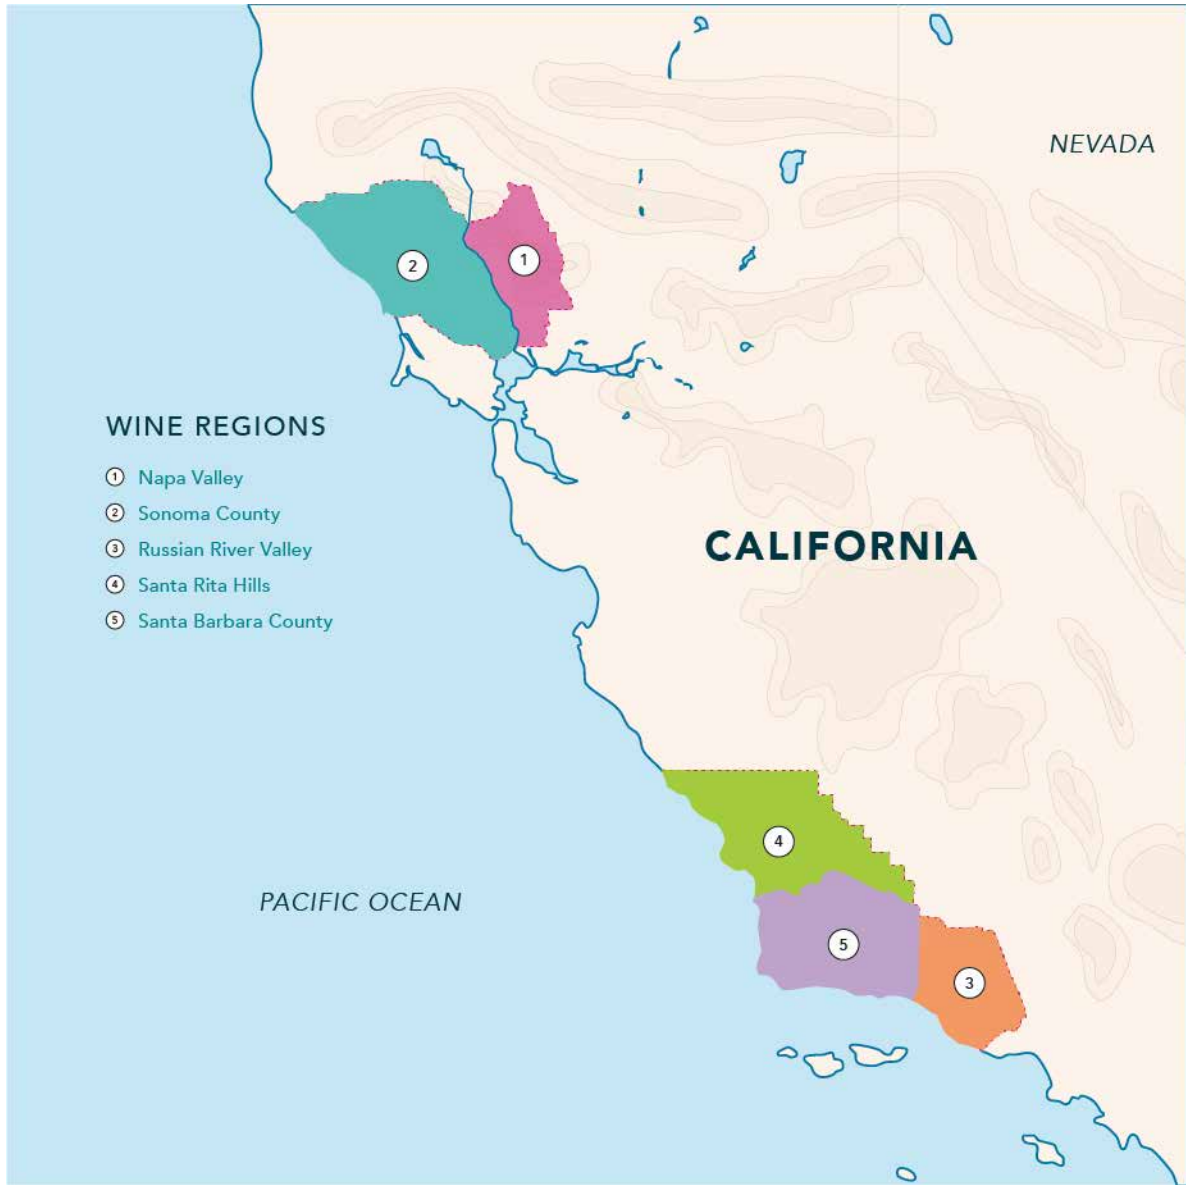 NEVADA
2
1
WINE REGIONS
1 Napa Valley
2 Sonoma County
3 Russian River Valley
4 Santa Rita Hills
5 Santa Barbara County
CALIFORNIA
4
PACIFIC OCEAN
5
3